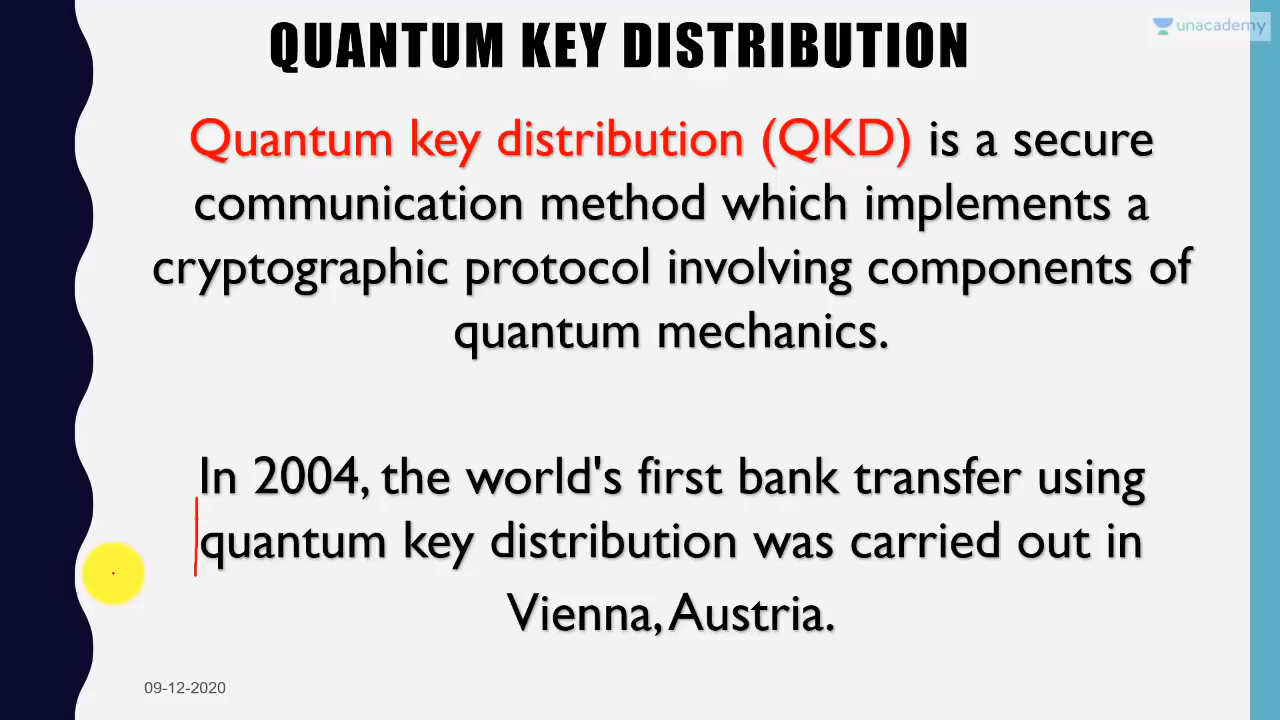 QUANTUM KEY DISTRIBUTION
unacademy
Quantum key distribution (QKD) is a secure
communication method which implements a
cryptographic protocol involving components of
quantum mechanics.
In 2004, the world's first bank transfer using
quantum key distribution was carried out in
Vienna, Austria.
09-12-2020